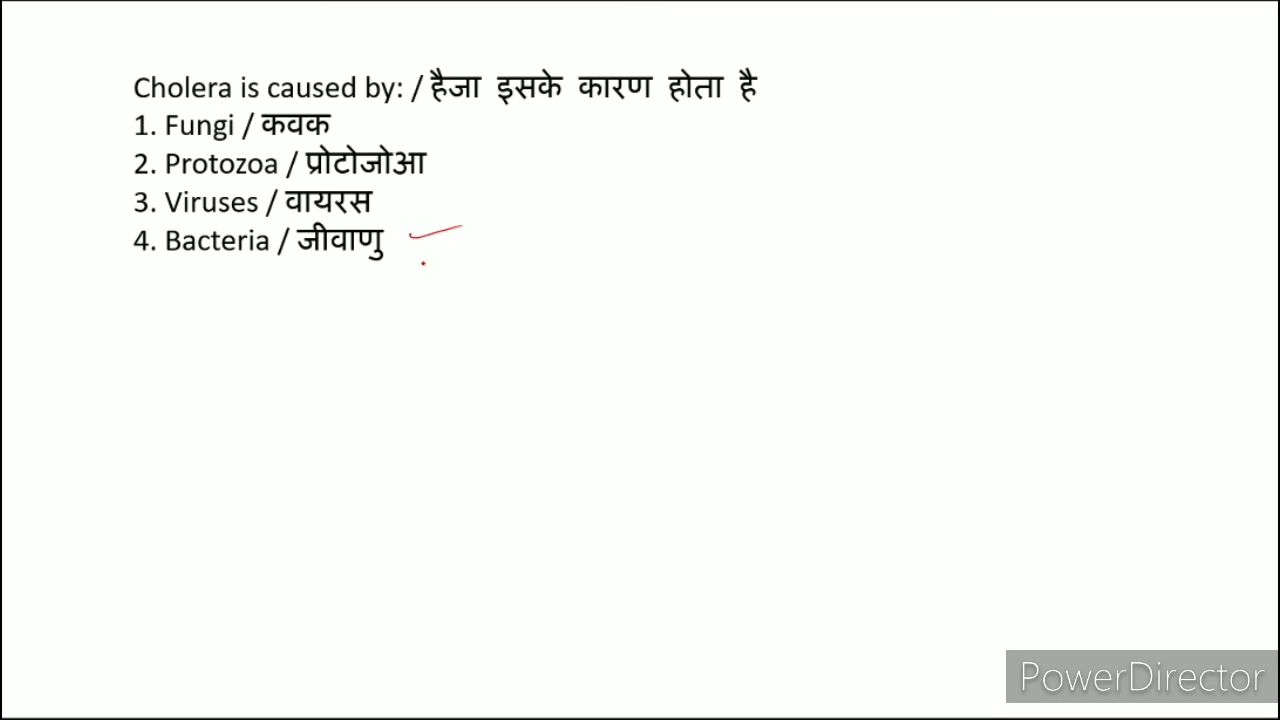 Cholera is caused by: / हैजा इसके कारण होता है
1. Fungi / कवक
2. Protozoa / प्रोटोजोआ
3. Viruses / वायरस
4. Bacteria / जीवाणु
PowerDirector